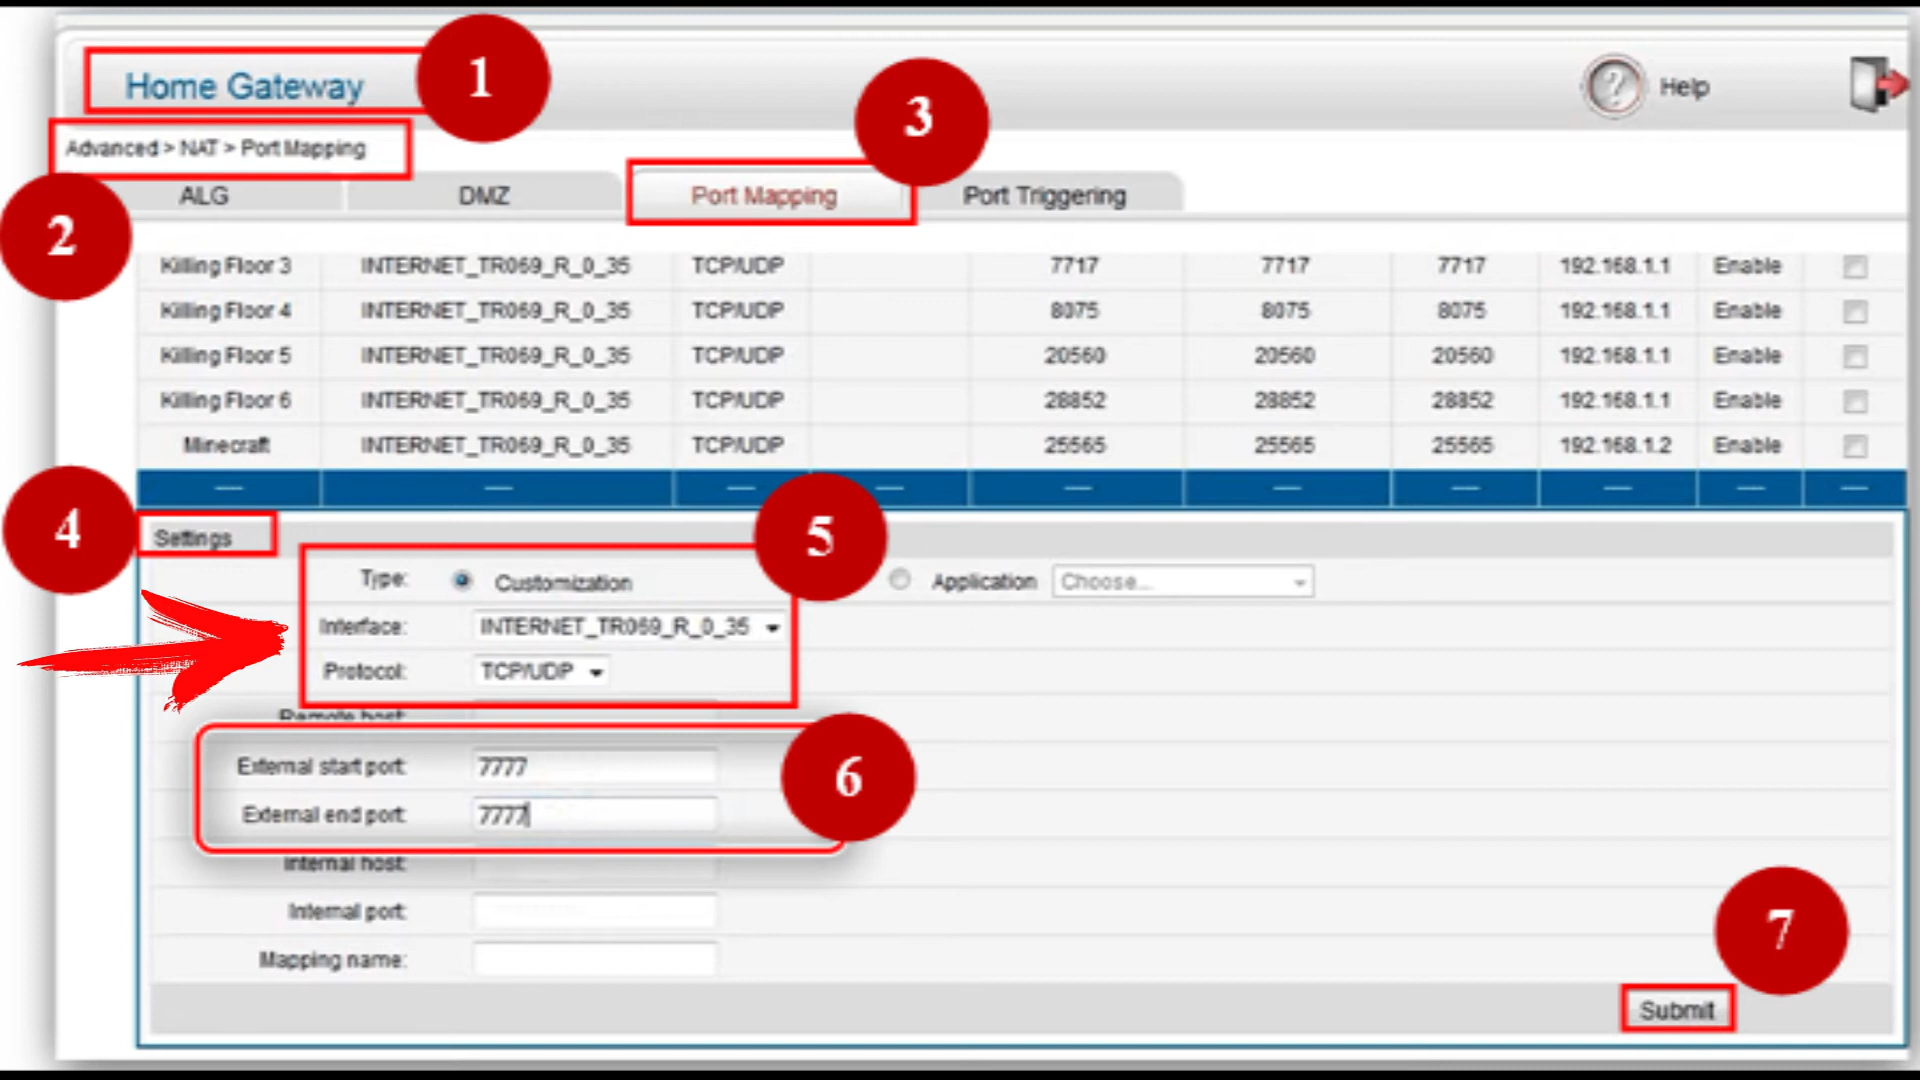 Home Gateway
1
3
Help
Advanced > NAT > Port Mapping
2
ALG DMZ Port Mapping Port Triggering
Killing Floor 3 INTERNET_TR069_R_0_35 TCP/UDP 7717 7717 7717 192.168.1.1 Enable
Killing Floor 4 INTERNET_TR069_R_0_35 TCP/UDP 8075 8075 8075 192.168.1.1 Enable
Killing Floor 5 INTERNET_TR069_R_0_35 TCP/UDP 20560 20560 20560 192.168.1.1 Enable
Killing Floor 6 INTERNET_TR069_R_0_35 TCP/UDP 28852 28852 28852 192.168.1.1 Enable
Minecraft INTERNET_TR069_R_0_35 TCP/UDP 25565 25565 25565 192.168.1.2 Enable
4
Settings
5
Type: Customization Application Choose...
Interface: INTERNET_TR069_R_0_35
Protocol: TCP/UDP
Remote host:
External start port: 7777
6
External end port: 7777
Internal host:
Internal port:
7
Mapping name:
Submit